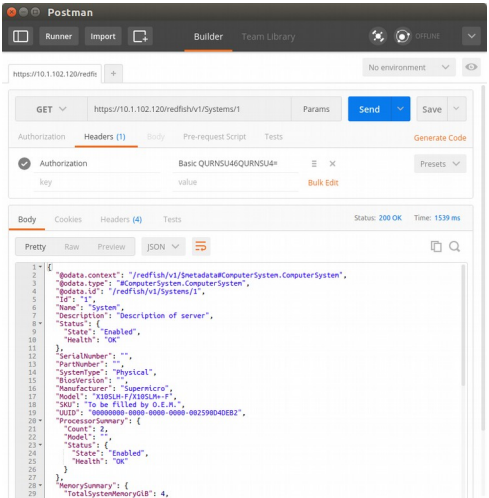 Postman
Runner Import Builder Team Library OFFLINE
https://10.1.102.120/redfis +
No environment
GET https://10.1.102.120/redfish/v1/Systems/1 Params Send Save
Authorization Headers (1) Body Pre-request Script Tests Generate Code
Authorization Basic QURNSU46QURNSU4= Presets
key value Bulk Edit
Body Cookies Headers (4) Tests Status: 200 OK Time: 1539 ms
Pretty Raw Preview JSON
1 {
2 "@odata.context": "/redfish/v1/$metadata#ComputerSystem.ComputerSystem",
3 "@odata.type": "#ComputerSystem.ComputerSystem",
4 "@odata.id": "/redfish/v1/Systems/1",
5 "Id": "1",
6 "Name": "System",
7 "Description": "Description of server",
8 "Status": {
9 "State": "Enabled",
10 "Health": "OK"
11 },
12 "SerialNumber": "",
13 "PartNumber": "",
14 "SystemType": "Physical",
15 "BiosVersion": "",
16 "Manufacturer": "Supermicro",
17 "Model": "X10SLH-F/X10SLM+-F",
18 "SKU": "To be filled by O.E.M.",
19 "UUID": "00000000-0000-0000-0000-002590D4DEB2",
20 "ProcessorSummary": {
21 "Count": 2,
22 "Model": "",
23 "Status": {
24 "State": "Enabled",
25 "Health": "OK"
26 }
27 },
28 "MemorySummary": {
29 "TotalSystemMemoryGiB": 4,